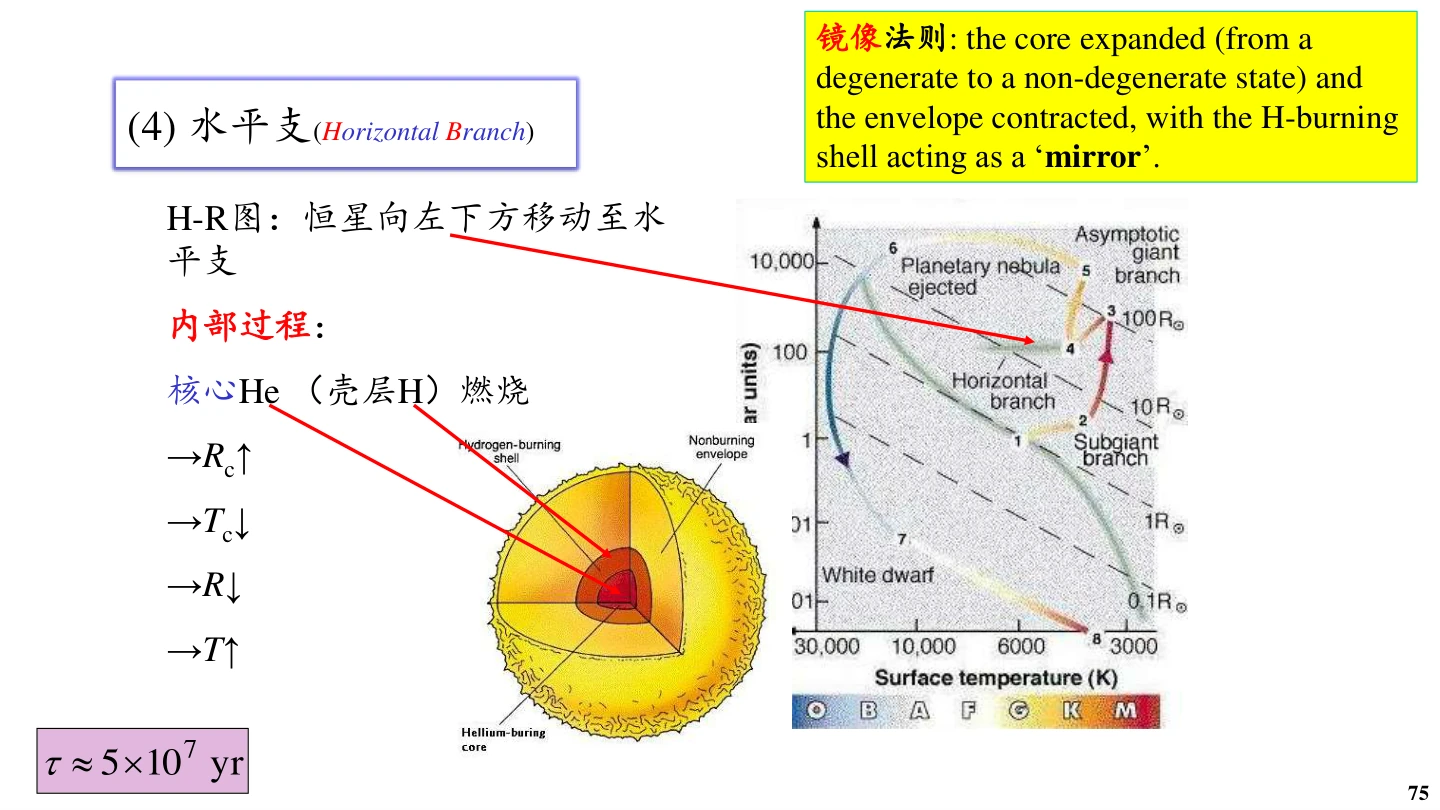 镜像法则: the core expanded (from a
degenerate to a non-degenerate state) and
the envelope contracted, with the H-burning
shell acting as a ‘mirror’.
(4) 水平支(Horizontal Branch)
H-R图：恒星向左下方移动至水
平支
内部过程：
核心He （壳层H）燃烧
→Rc↑
→Tc↓
→R↓
→T↑
τ ≈ 5×10⁷ yr
Hydrogen-burning
shell
Nonburning
envelope
Hellium-buring
core
Asymptotic
giant
branch
6
5
10,000
Planetary nebula
ejected
3
100R⊙
100
4
Horizontal
branch
10R⊙
ar units)
2
1
1
Subgiant
branch
01
1R⊙
7
White dwarf
01
0.1R⊙
8
30,000 10,000 6000 3000
Surface temperature (K)
O B A F G K M
75